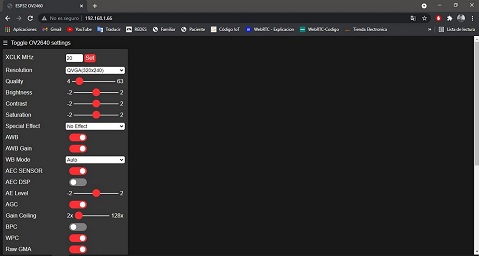 ESP32 OV2460
No es seguro | 192.168.1.66
Aplicaciones Gmail YouTube Traducir REDES Familiar Paciente Código IoT WebRTC - Explicacion WebRTC-Codigo Tienda Electronica » Lista de lectura
☰ Toggle OV2640 settings
XCLK MHz 20 Set
Resolution QVGA(320x240)
Quality 4 63
Brightness -2 2
Contrast -2 2
Saturation -2 2
Special Effect No Effect
AWB
AWB Gain
WB Mode Auto
AEC SENSOR
AEC DSP
AE Level -2 2
AGC
Gain Ceiling 2x 128x
BPC
WPC
Raw GMA